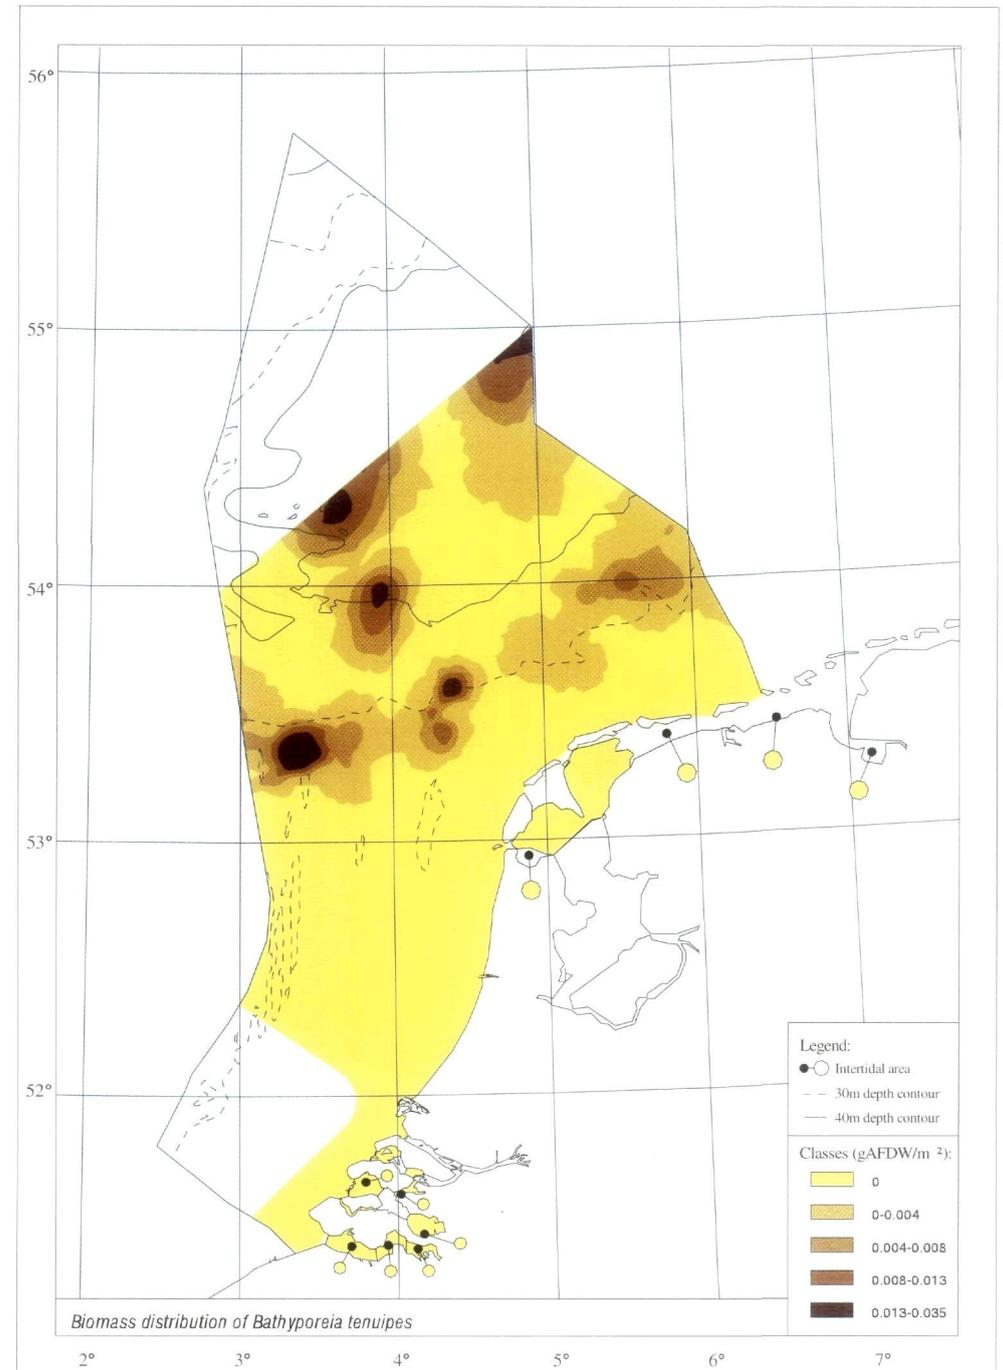 56°
55°
54°
53°
52°
Legend:
Intertidal area
30m depth contour
40m depth contour
Classes (gAFDW/m ²):
0
0-0.004
0.004-0.008
0.008-0.013
0.013-0.035
Biomass distribution of Bathyporeia tenuipes
2° 3° 4° 5° 6° 7°